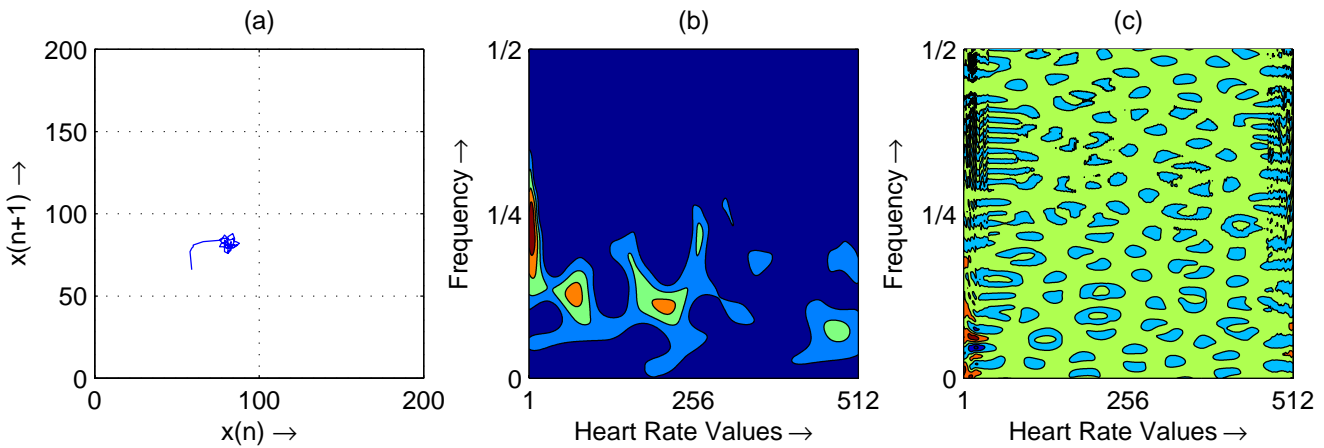 (a)
200
150
100
50
0
0
100
200
x(n+1) →
x(n) →
(b)
1/2
1/4
0
1
256
512
Frequency →
Heart Rate Values →
(c)
1/2
1/4
0
1
256
512
Frequency →
Heart Rate Values →